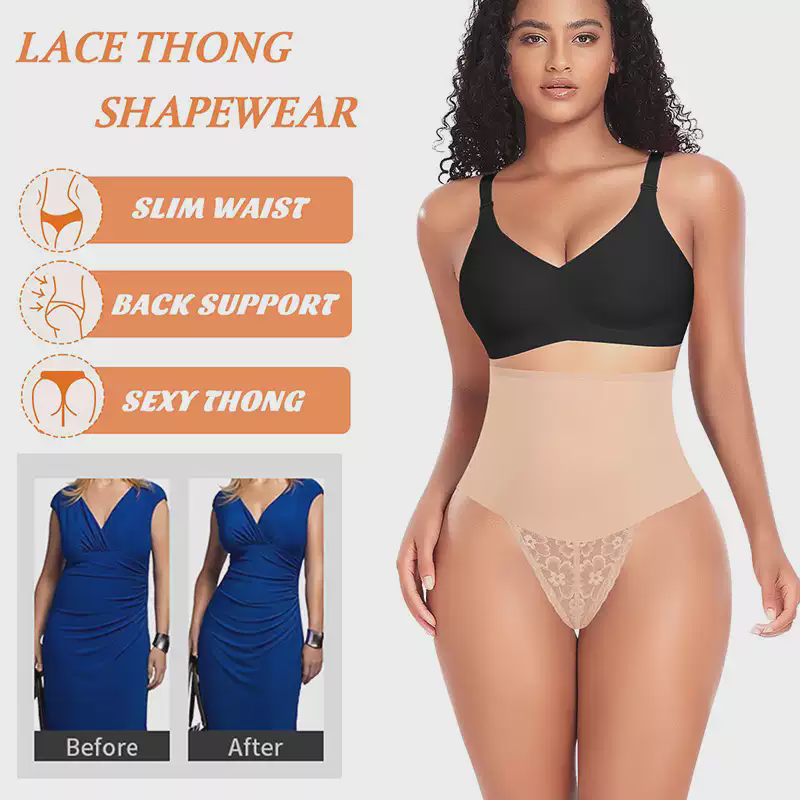 LACE THONG
SHAPEWEAR
SLIM WAIST
BACK SUPPORT
SEXY THONG
Before
After